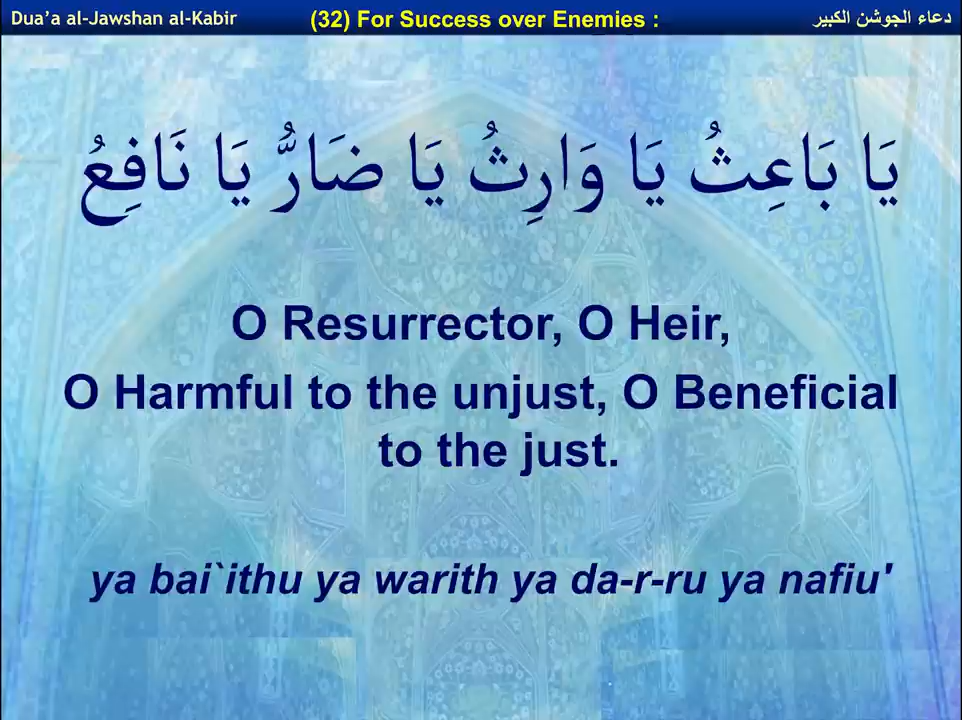 Dua’a al-Jawshan al-Kabir (32) For Success over Enemies : دعاء الجوشن الكبير
يَا بَاعِثُ يَا وَارِثُ يَا ضَارُّ يَا نَافِعُ
O Resurrector, O Heir,
O Harmful to the unjust, O Beneficial
to the just.
ya bai`ithu ya warith ya da-r-ru ya nafiu'